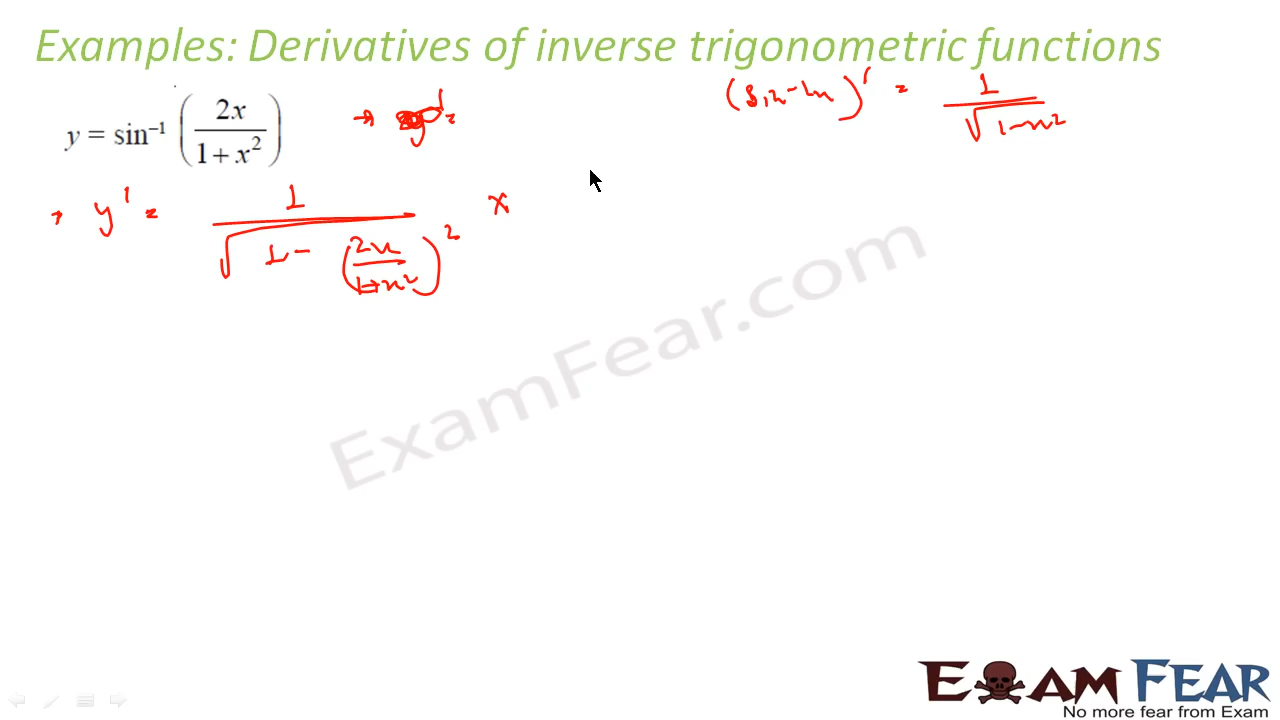 Examples: Derivatives of inverse trigonometric functions
y = sin⁻¹ (2x / 1 + x²)
(sin-1x)' = 1 / √1-x²
→ y' = 1 / √1 - (2x / 1+x²)² ×
ExamFear.com
EXAM FEAR
No more fear from Exam